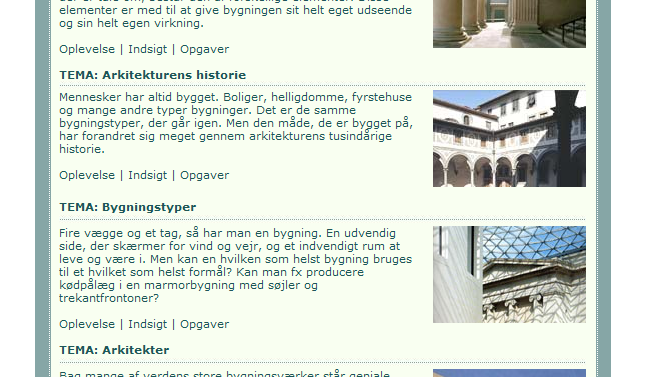 elementer er med til at give bygningen sit helt eget udseende
og sin helt egen virkning.
Oplevelse | Indsigt | Opgaver
TEMA: Arkitekturens historie
Mennesker har altid bygget. Boliger, helligdomme, fyrstehuse
og mange andre typer bygninger. Det er de samme
bygningstyper, der går igen. Men den måde, de er bygget på,
har forandret sig meget gennem arkitekturens tusindårige
historie.
Oplevelse | Indsigt | Opgaver
TEMA: Bygningstyper
Fire vægge og et tag, så har man en bygning. En udvendig
side, der skærmer for vind og vejr, og et indvendigt rum at
leve og være i. Men kan en hvilken som helst bygning bruges
til et hvilket som helst formål? Kan man fx producere
kødpålæg i en marmorbygning med søjler og
trekantfrontoner?
Oplevelse | Indsigt | Opgaver
TEMA: Arkitekter
Bag mange af verdens store bygningsværker står geniale